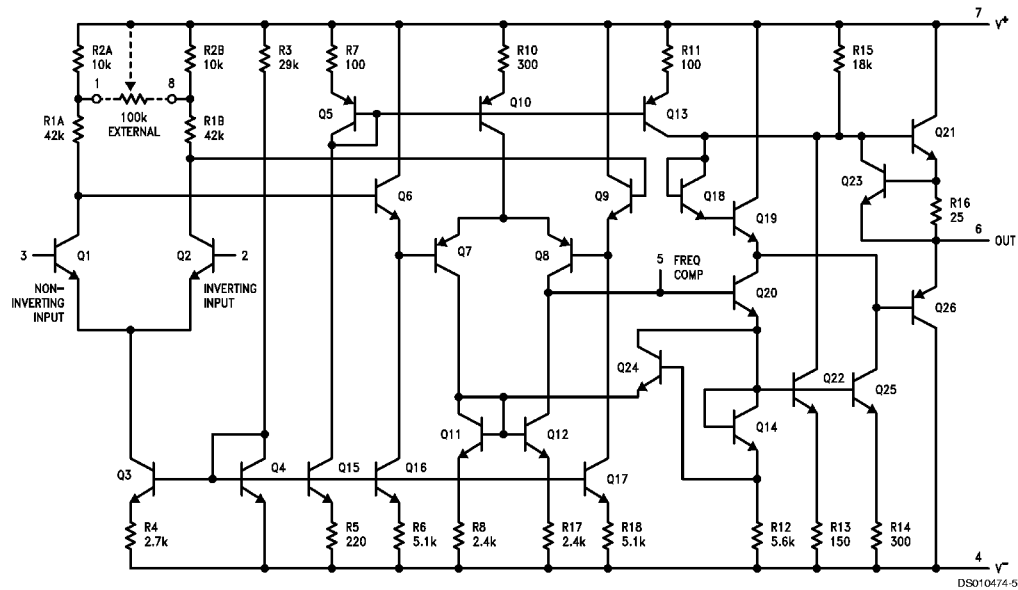 7 V+
R2A
10k
R2B
10k
R3
29k
R7
100
R10
300
R11
100
R15
18k
1
8
100k
EXTERNAL
R1A
42k
R1B
42k
Q5
Q10
Q13
Q21
Q6
Q9
Q18
Q23
R16
25
Q19
6
OUT
3
Q1
Q2
2
Q7
Q8
5
FREQ
COMP
NON-
INVERTING
INPUT
INVERTING
INPUT
Q20
Q26
Q24
Q22
Q25
Q11
Q12
Q14
Q3
Q4
Q15
Q16
Q17
R4
2.7k
R5
220
R6
5.1k
R8
2.4k
R17
2.4k
R18
5.1k
R12
5.6k
R13
150
R14
300
4
V-
DS010474-5